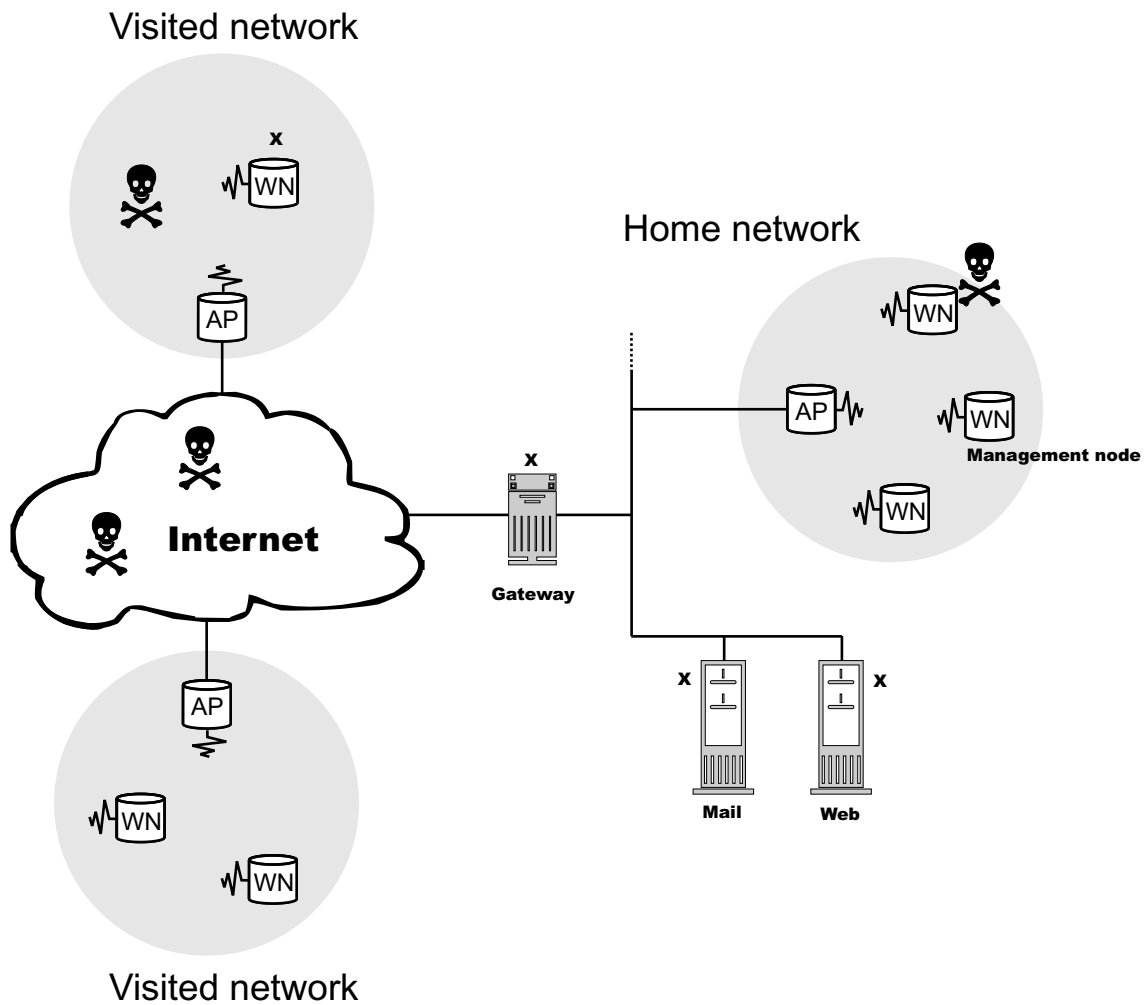 Visited network
x
WN
AP
Home network
WN
AP
WN
Management node
WN
x
Internet
Gateway
AP
x
x
Mail
Web
WN
WN
Visited network